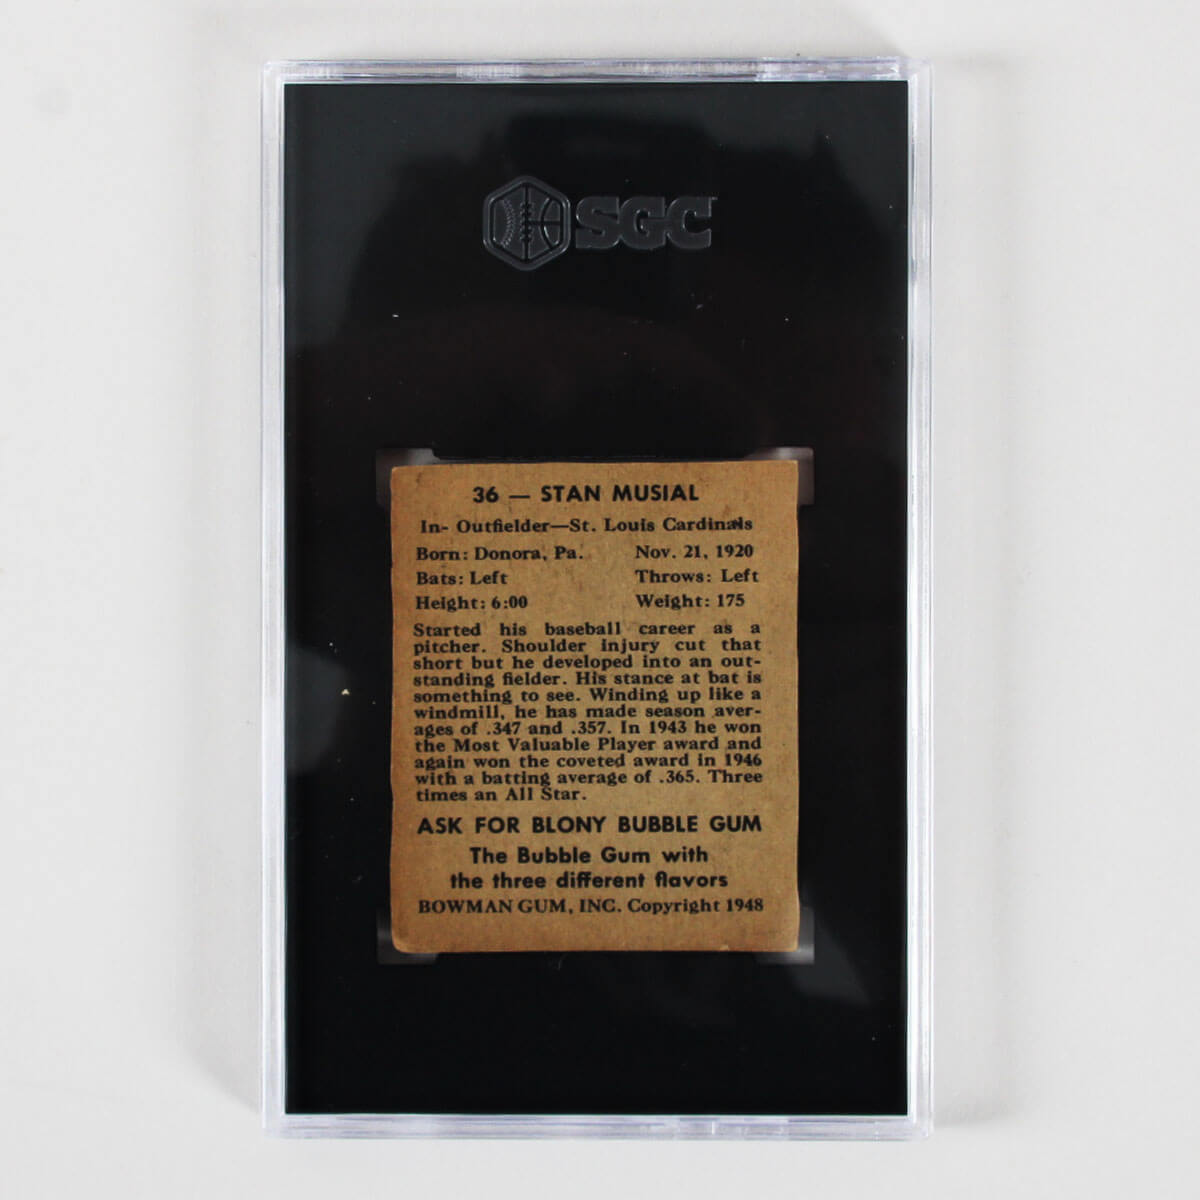 SGC
36 — STAN MUSIAL
In- Outfielder—St. Louis Cardinals
Born: Donora, Pa. Nov. 21, 1920
Bats: Left Throws: Left
Height: 6:00 Weight: 175
Started his baseball career as a
pitcher. Shoulder injury cut that
short but he developed into an out-
standing fielder. His stance at bat is
something to see. Winding up like a
windmill, he has made season aver-
ages of .347 and .357. In 1943 he won
the Most Valuable Player award and
again won the coveted award in 1946
with a batting average of .365. Three
times an All Star.
ASK FOR BLONY BUBBLE GUM
The Bubble Gum with
the three different flavors
BOWMAN GUM, INC. Copyright 1948